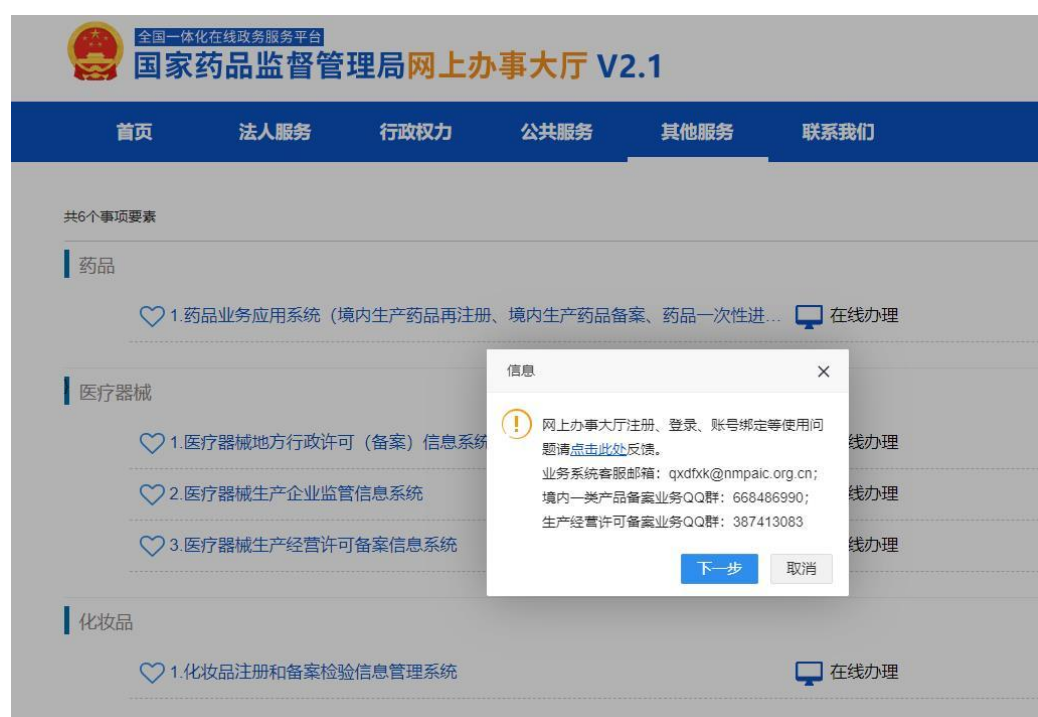 全国一体化在线政务服务平台
国家药品监督管理局网上办事大厅 V2.1
首页 法人服务 行政权力 公共服务 其他服务 联系我们
共6个事项要素
药品
1.药品业务应用系统（境内生产药品再注册、境内生产药品备案、药品一次性进... 在线办理
医疗器械
1.医疗器械地方行政许可（备案）信息系统 线办理
2.医疗器械生产企业监管信息系统 线办理
3.医疗器械生产经营许可备案信息系统 线办理
信息
网上办事大厅注册、登录、账号绑定等使用问
题请点击此处反馈。
业务系统客服邮箱：qxdfxk@nmpaic.org.cn;
境内一类产品备案业务QQ群：668486990;
生产经营许可备案业务QQ群：387413083
下一步 取消
化妆品
1.化妆品注册和备案检验信息管理系统 在线办理